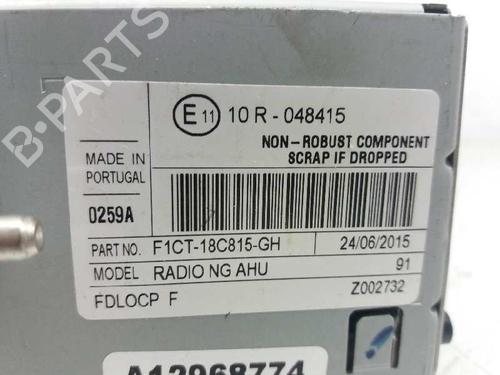 B-PARTS
E11 10 R - 048415
NON - ROBUST COMPONENT
SCRAP IF DROPPED
MADE IN
PORTUGAL
0259A
PART NO. F1CT-18C815-GH 24/06/2015
MODEL RADIO NG AHU 91
FDLOCP F Z002732
A12968774